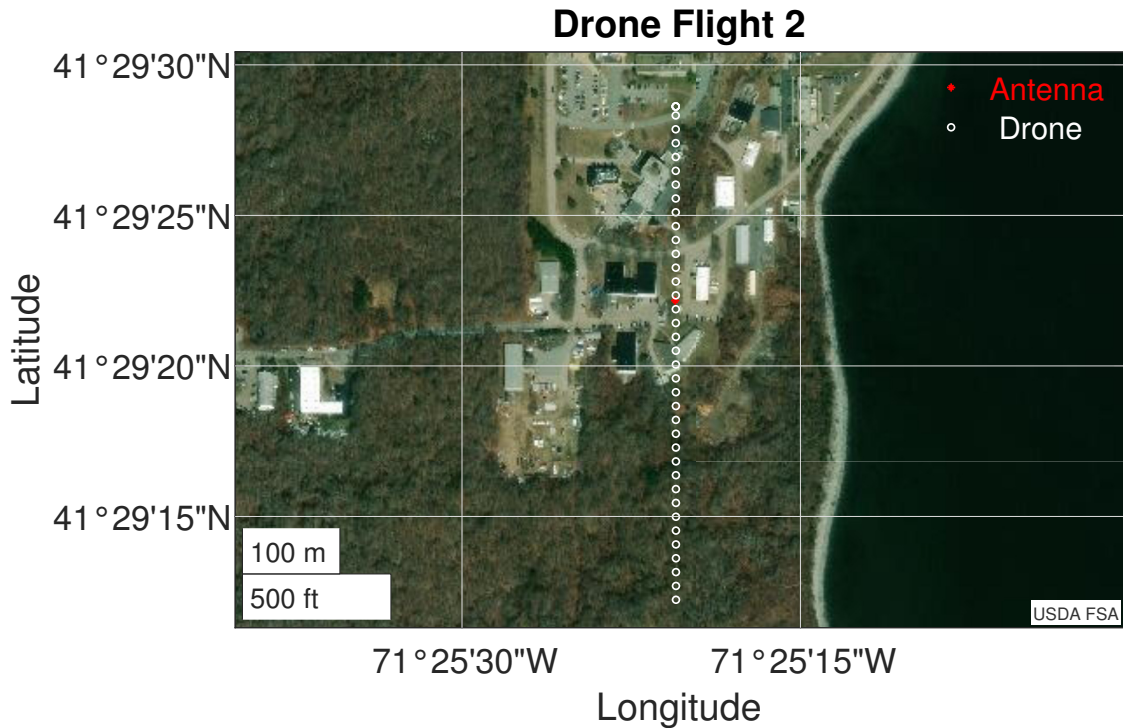 Drone Flight 2
41°29'30"N
Antenna
Drone
41°29'25"N
41°29'20"N
41°29'15"N
Latitude
100 m
500 ft
USDA FSA
71°25'30"W
71°25'15"W
Longitude